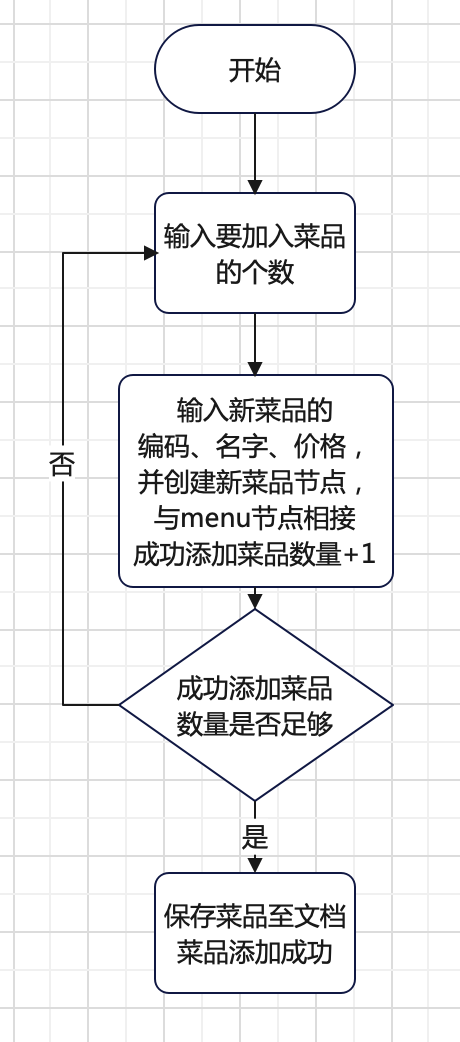 开始
输入要加入菜品
的个数
输入新菜品的
编码、名字、价格，
并创建新菜品节点，
与menu节点相接
成功添加菜品数量+1
否
成功添加菜品
数量是否足够
是
保存菜品至文档
菜品添加成功